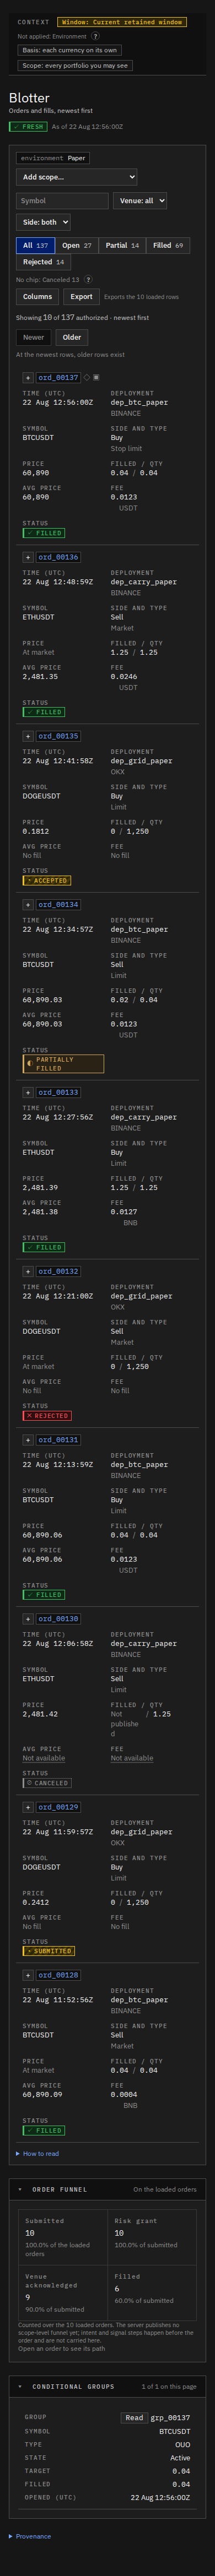 CONTEXT Window: Current retained window
Not applied: Environment ?
Basis: each currency on its own
Scope: every portfolio you may see
Blotter
Orders and fills, newest first
✓ FRESH As of 22 Aug 12:56:00Z
environment Paper
Add scope...
Symbol Venue: all
Side: both
All 137 Open 27 Partial 14 Filled 69
Rejected 14
No chip: Canceled 13 ?
Columns Export Exports the 10 loaded rows
Showing 10 of 137 authorized · newest first
Newer Older
At the newest rows, older rows exist
+ ord_00137
TIME (UTC) DEPLOYMENT
22 Aug 12:56:00Z dep_btc_paper
BINANCE
SYMBOL SIDE AND TYPE
BTCUSDT Buy
Stop limit
PRICE FILLED / QTY
60,890 0.04 / 0.04
AVG PRICE FEE
60,890 0.0123
USDT
STATUS
✓ FILLED
+ ord_00136
TIME (UTC) DEPLOYMENT
22 Aug 12:48:59Z dep_carry_paper
BINANCE
SYMBOL SIDE AND TYPE
ETHUSDT Sell
Market
PRICE FILLED / QTY
At market 1.25 / 1.25
AVG PRICE FEE
2,481.35 0.0246
USDT
STATUS
✓ FILLED
+ ord_00135
TIME (UTC) DEPLOYMENT
22 Aug 12:41:58Z dep_grid_paper
OKX
SYMBOL SIDE AND TYPE
DOGEUSDT Buy
Limit
PRICE FILLED / QTY
0.1812 0 / 1,250
AVG PRICE FEE
No fill No fill
STATUS
ACCEPTED
+ ord_00134
TIME (UTC) DEPLOYMENT
22 Aug 12:34:57Z dep_btc_paper
BINANCE
SYMBOL SIDE AND TYPE
BTCUSDT Sell
Limit
PRICE FILLED / QTY
60,890.03 0.02 / 0.04
AVG PRICE FEE
60,890.03 0.0123
USDT
STATUS
PARTIALLY
FILLED
+ ord_00133
TIME (UTC) DEPLOYMENT
22 Aug 12:27:56Z dep_carry_paper
BINANCE
SYMBOL SIDE AND TYPE
ETHUSDT Buy
Limit
PRICE FILLED / QTY
2,481.39 1.25 / 1.25
AVG PRICE FEE
2,481.38 0.0127
BNB
STATUS
✓ FILLED
+ ord_00132
TIME (UTC) DEPLOYMENT
22 Aug 12:21:00Z dep_grid_paper
OKX
SYMBOL SIDE AND TYPE
DOGEUSDT Sell
Market
PRICE FILLED / QTY
At market 0 / 1,250
AVG PRICE FEE
No fill No fill
STATUS
✕ REJECTED
+ ord_00131
TIME (UTC) DEPLOYMENT
22 Aug 12:13:59Z dep_btc_paper
BINANCE
SYMBOL SIDE AND TYPE
BTCUSDT Buy
Limit
PRICE FILLED / QTY
60,890.06 0.04 / 0.04
AVG PRICE FEE
60,890.06 0.0123
USDT
STATUS
✓ FILLED
+ ord_00130
TIME (UTC) DEPLOYMENT
22 Aug 12:06:58Z dep_carry_paper
BINANCE
SYMBOL SIDE AND TYPE
ETHUSDT Sell
Limit
PRICE FILLED / QTY
2,481.42 Not / 1.25
publishe
d
AVG PRICE FEE
Not available Not available
STATUS
CANCELED
+ ord_00129
TIME (UTC) DEPLOYMENT
22 Aug 11:59:57Z dep_grid_paper
OKX
SYMBOL SIDE AND TYPE
DOGEUSDT Buy
Limit
PRICE FILLED / QTY
0.2412 0 / 1,250
AVG PRICE FEE
No fill No fill
STATUS
SUBMITTED
+ ord_00128
TIME (UTC) DEPLOYMENT
22 Aug 11:52:56Z dep_btc_paper
BINANCE
SYMBOL SIDE AND TYPE
BTCUSDT Sell
Market
PRICE FILLED / QTY
At market 0.04 / 0.04
AVG PRICE FEE
60,890.09 0.0004
BNB
STATUS
✓ FILLED
How to read
ORDER FUNNEL On the loaded orders
Submitted Risk grant
10 10
100.0% of the loaded 100.0% of submitted
orders
Venue Filled
acknowledged 6
9 60.0% of submitted
90.0% of submitted
Counted over the 10 loaded orders. The server publishes no
scope-level funnel yet; intent and signal steps happen before the
order and are not carried here.
Open an order to see its path
CONDITIONAL GROUPS 1 of 1 on this page
GROUP Read grp_00137
SYMBOL BTCUSDT
TYPE OUO
STATE Active
TARGET 0.04
FILLED 0.04
OPENED (UTC) 22 Aug 12:56:00Z
Provenance